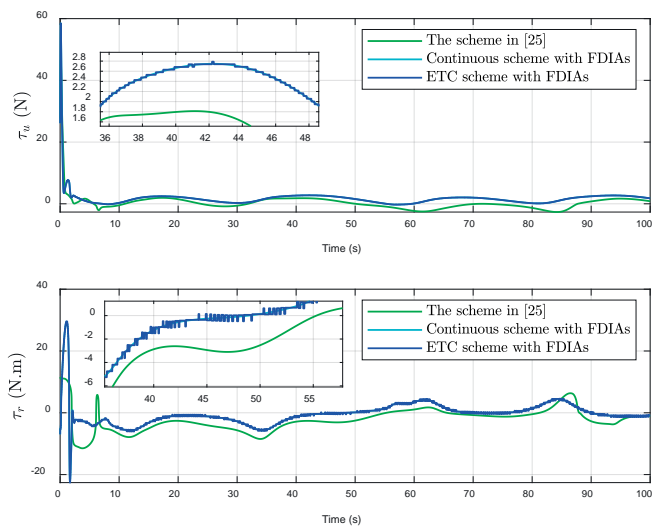 60
40
20
0
τu (N)
2.8
2.6
2.4
2.2
2
1.8
1.6
36 38 40 42 44 46 48
The scheme in [25]
Continuous scheme with FDIAs
ETC scheme with FDIAs
0 10 20 30 40 50 60 70 80 90 100
Time (s)
40
20
0
-20
τr (N.m)
0
-2
-4
-6
40 45 50 55
The scheme in [25]
Continuous scheme with FDIAs
ETC scheme with FDIAs
0 10 20 30 40 50 60 70 80 90 100
Time (s)